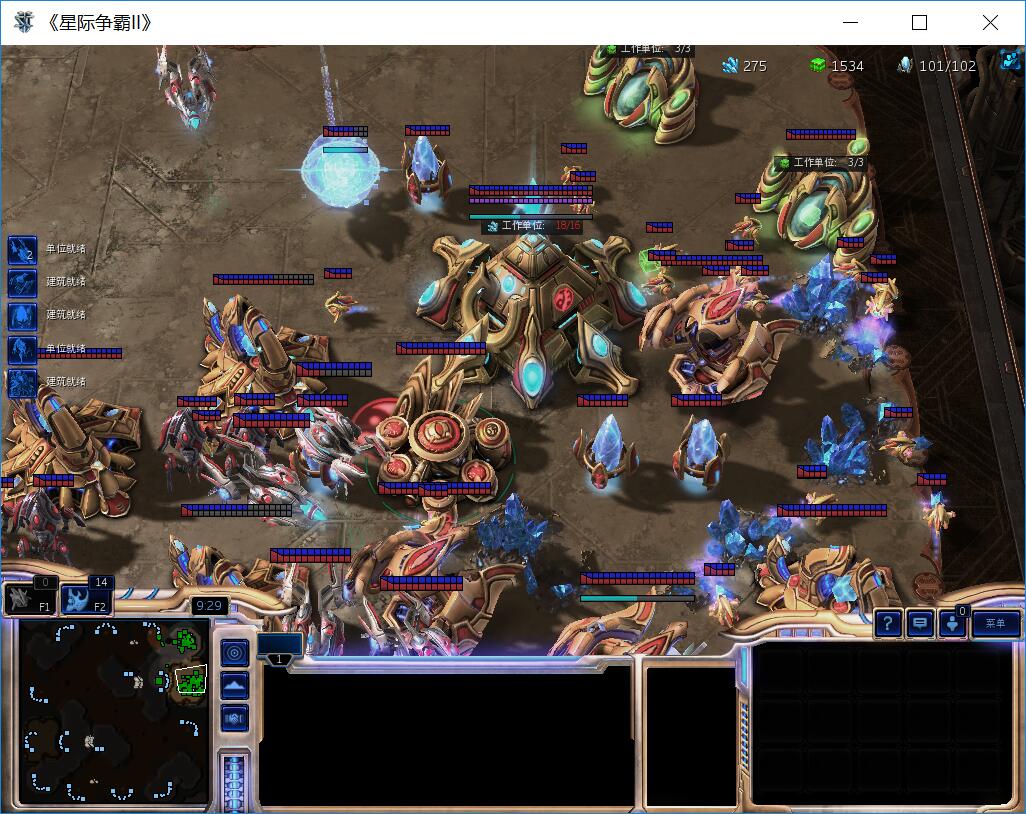 《星际争霸II》
工作单位: 3/3
275
1534
101/102
工作单位: 3/3
工作单位: 18/16
2
单位就绪
建筑就绪
建筑就绪
单位就绪
建筑就绪
0
F1
14
F2
9:29
1
?
0
菜单